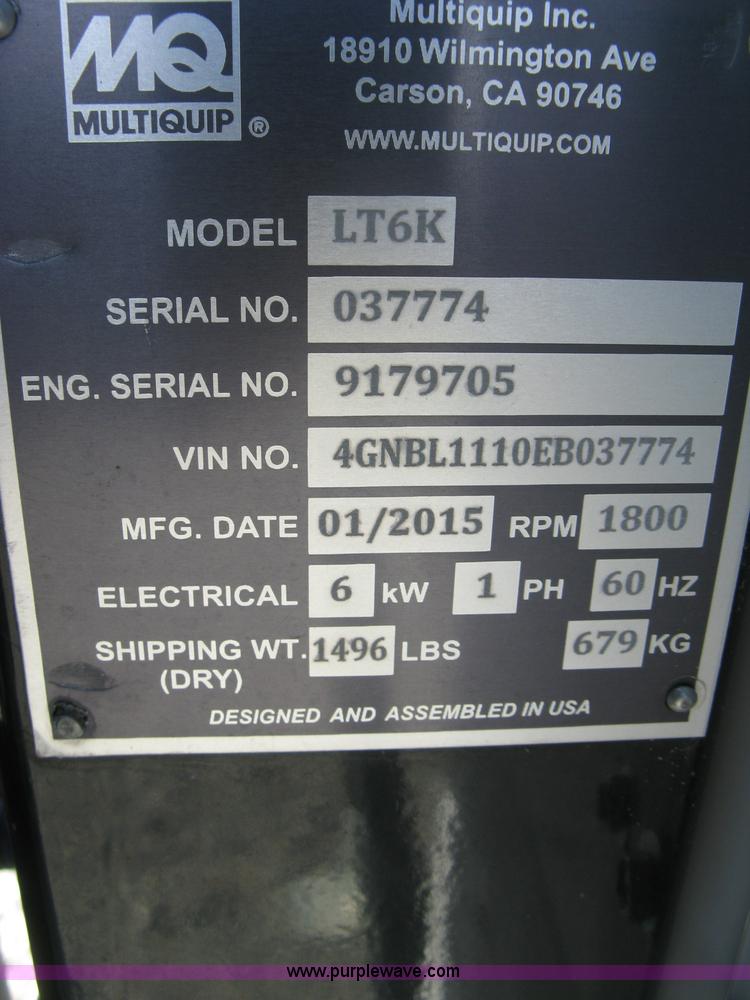 MQ
MULTIQUIP ®
Multiquip Inc.
18910 Wilmington Ave
Carson, CA 90746
WWW.MULTIQUIP.COM
MODEL LT6K
SERIAL NO. 037774
ENG. SERIAL NO. 9179705
VIN NO. 4GNBL1110EB037774
MFG. DATE 01/2015 RPM 1800
ELECTRICAL 6 kW 1 PH 60 HZ
SHIPPING WT. 1496 LBS 679 KG
(DRY)
DESIGNED AND ASSEMBLED IN USA
www.purplewave.com